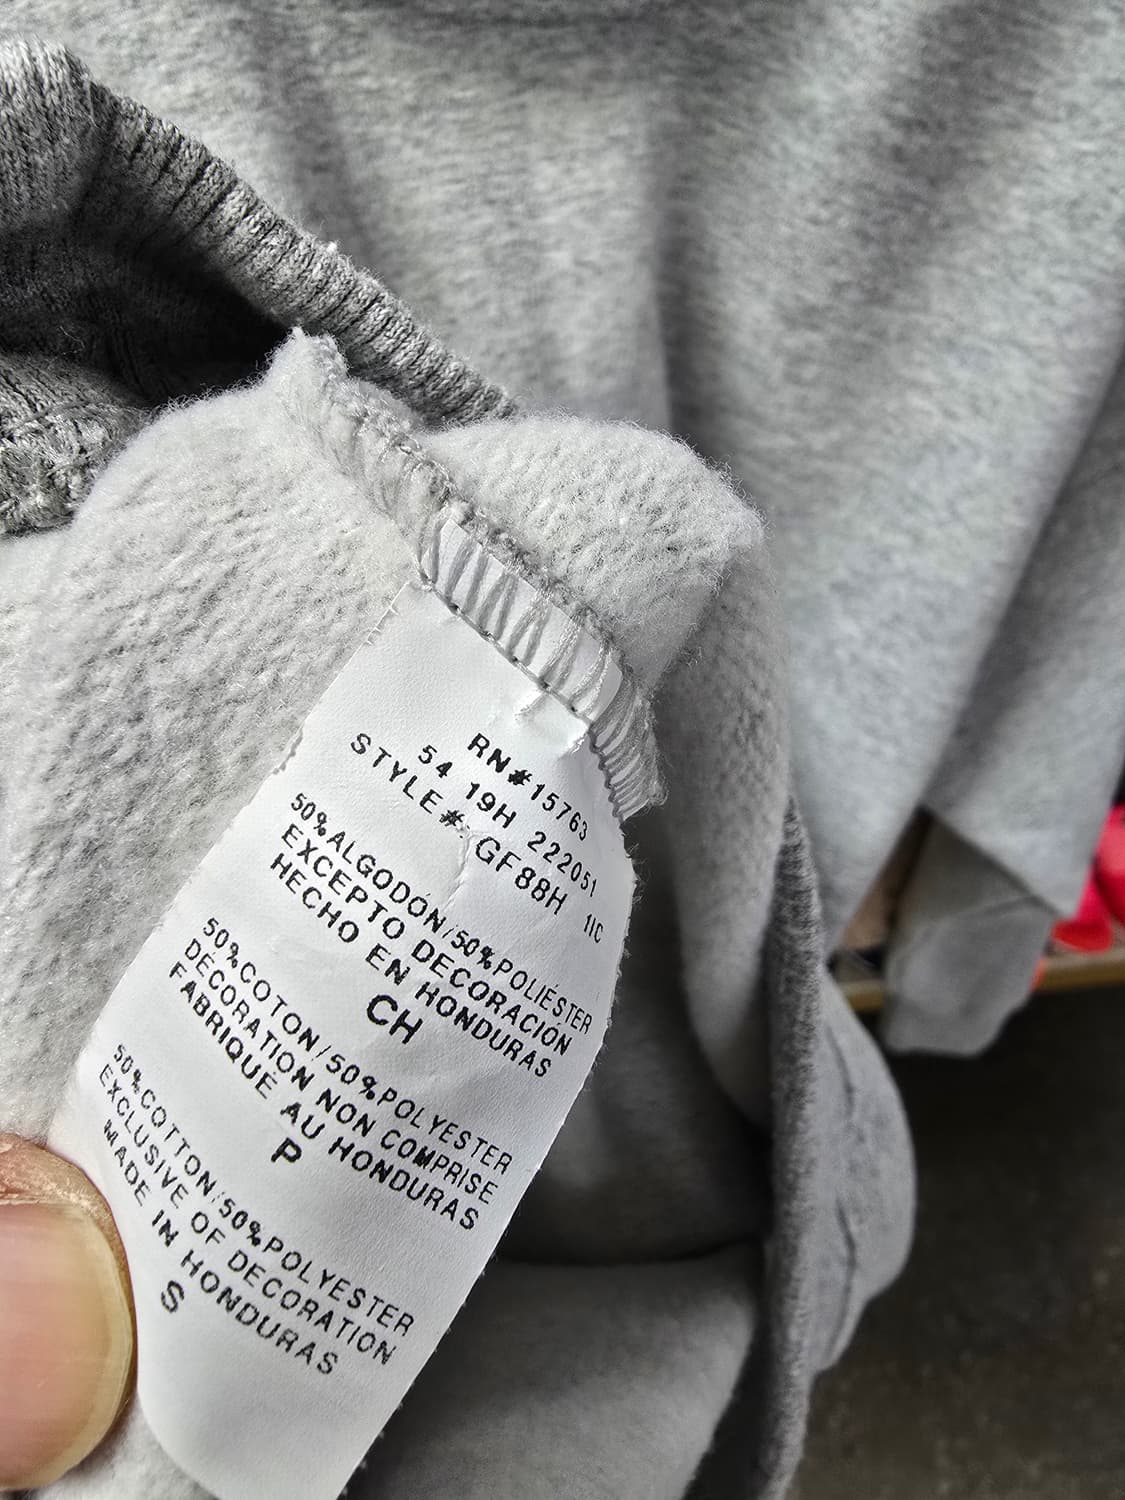 RN#15763
54 19H 222051
STYLE# GF88H 1IC
50%ALGODÓN/50%POLIÉSTER
EXCEPTO DECORACIÓN
HECHO EN HONDURAS
CH
50%COTON/50%POLYESTER
DÉCORATION NON COMPRISE
FABRIQUÉ AU HONDURAS
P
50%COTTON/50%POLYESTER
EXCLUSIVE OF DECORATION
MADE IN HONDURAS
S